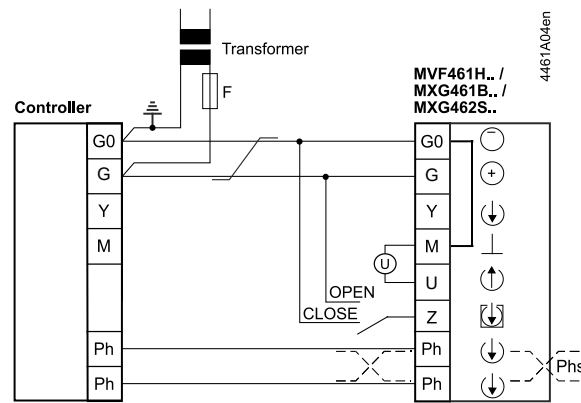 Transformer
4461A04en
F
MVF461H.. /
MXG461B.. /
MXG462S..
Controller
G0
G0
G
G
Y
Y
M
M
U
U
OPEN
CLOSE
Z
Ph
Ph
Phs
Ph
Ph